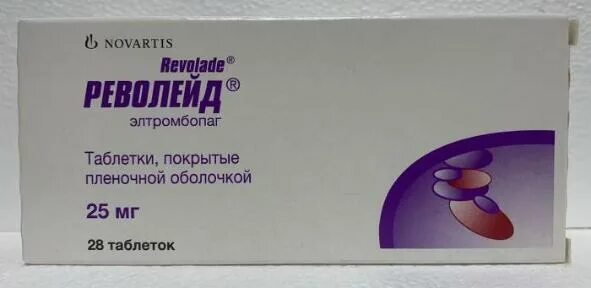 NOVARTIS
Revolade®
РЕВОЛЕЙД®
элтромбопаг
Таблетки, покрытые
пленочной оболочкой
25 мг
28 таблеток